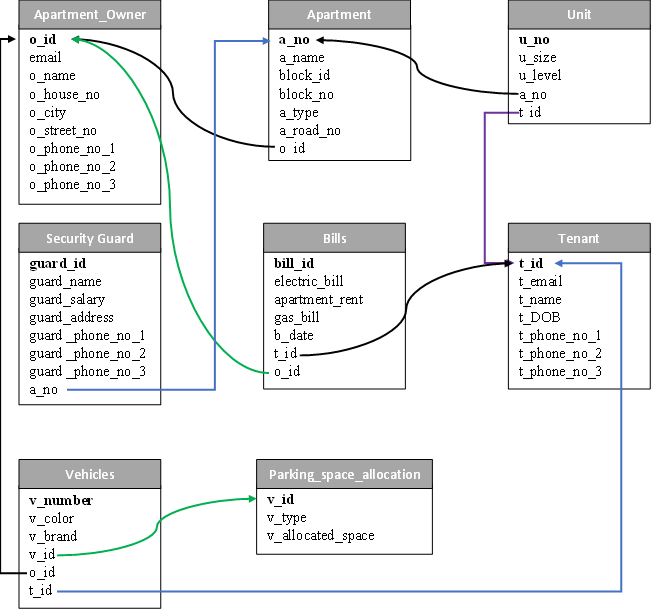 Apartment_Owner
o_id
email
o_name
o_house_no
o_city
o_street_no
o_phone_no_1
o_phone_no_2
o_phone_no_3
Apartment
a_no
a_name
block_id
block_no
a_type
a_road_no
o_id
Unit
u_no
u_size
u_level
a_no
t_id
Security Guard
guard_id
guard_name
guard_salary
guard_address
guard _phone_no_1
guard _phone_no_2
guard _phone_no_3
a_no
Bills
bill_id
electric_bill
apartment_rent
gas_bill
b_date
t_id
o_id
Tenant
t_id
t_email
t_name
t_DOB
t_phone_no_1
t_phone_no_2
t_phone_no_3
Vehicles
v_number
v_color
v_brand
v_id
o_id
t_id
Parking_space_allocation
v_id
v_type
v_allocated_space